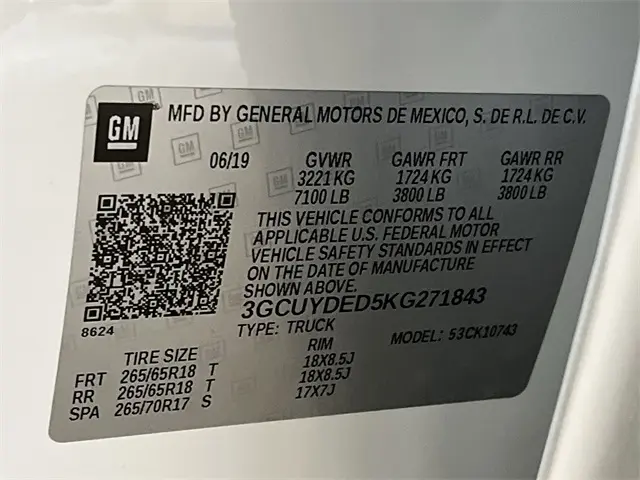 GM
MFD BY GENERAL MOTORS DE MEXICO, S. DE R.L. DE C.V.
06/19 GVWR GAWR FRT GAWR RR
3221 KG 1724 KG 1724 KG
7100 LB 3800 LB 3800 LB
THIS VEHICLE CONFORMS TO ALL
APPLICABLE U.S. FEDERAL MOTOR
VEHICLE SAFETY STANDARDS IN EFFECT
ON THE DATE OF MANUFACTURE
SHOWN ABOVE.
3GCUYDED5KG271843
8624
TYPE: TRUCK MODEL: 53CK10743
TIRE SIZE RIM
FRT 265/65R18 T 18X8.5J
RR 265/65R18 T 18X8.5J
SPA 265/70R17 S 17X7J